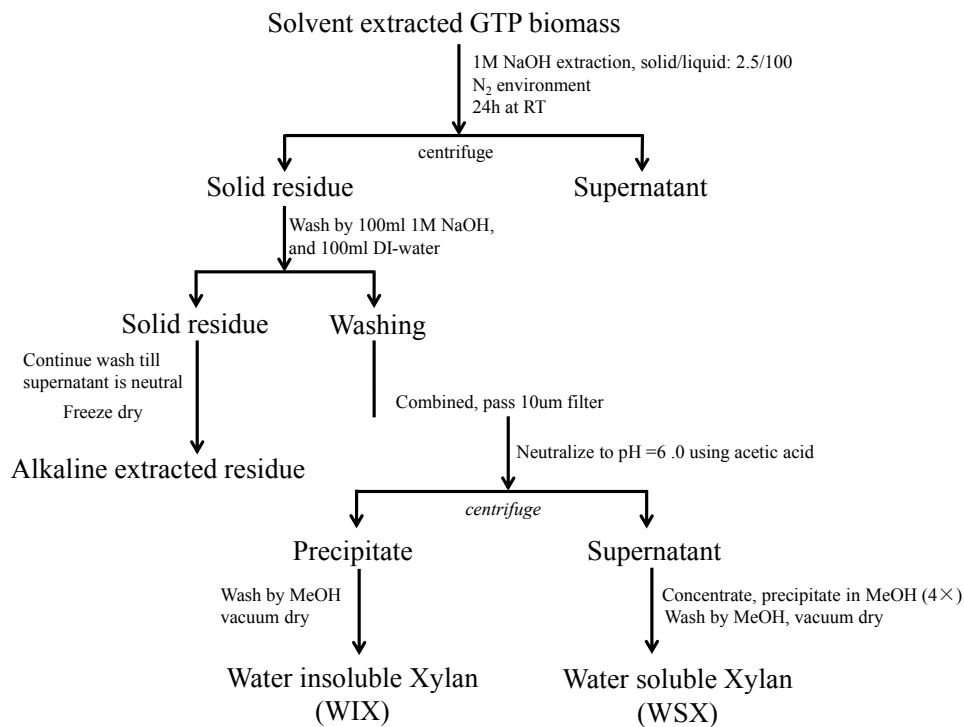 Solvent extracted GTP biomass
1M NaOH extraction, solid/liquid: 2.5/100
N₂ environment
24h at RT
centrifuge
Solid residue
Supernatant
Wash by 100ml 1M NaOH,
and 100ml DI-water
Solid residue
Washing
Continue wash till
supernatant is neutral
Freeze dry
Combined, pass 10um filter
Neutralize to pH =6 .0 using acetic acid
Alkaline extracted residue
centrifuge
Precipitate
Supernatant
Wash by MeOH
vacuum dry
Concentrate, precipitate in MeOH (4×)
Wash by MeOH, vacuum dry
Water insoluble Xylan
(WIX)
Water soluble Xylan
(WSX)